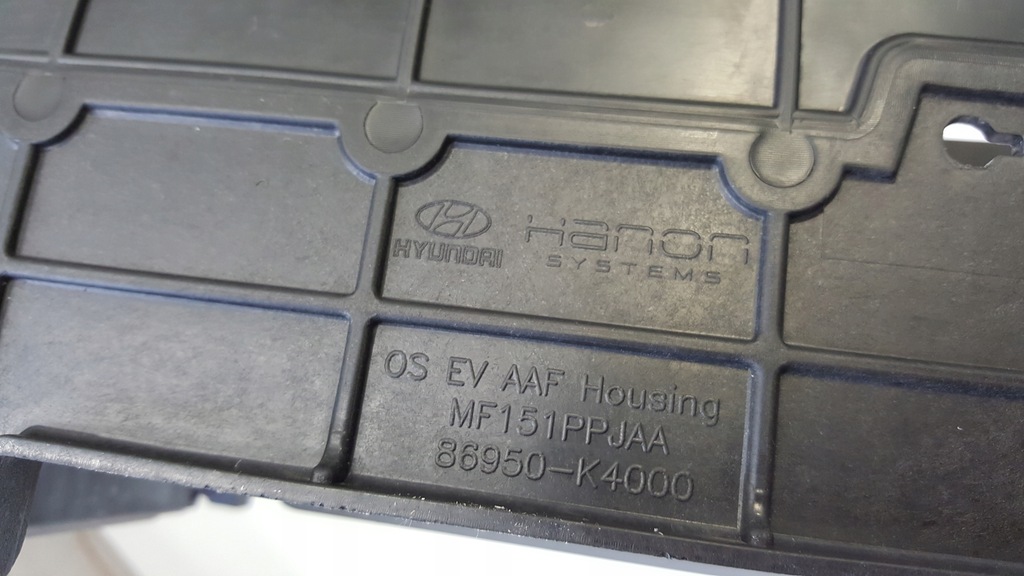 HYUNDAI
Hanon
SYSTEMS
OS EV AAF Housing
MF151PPJAA
86950-K4000